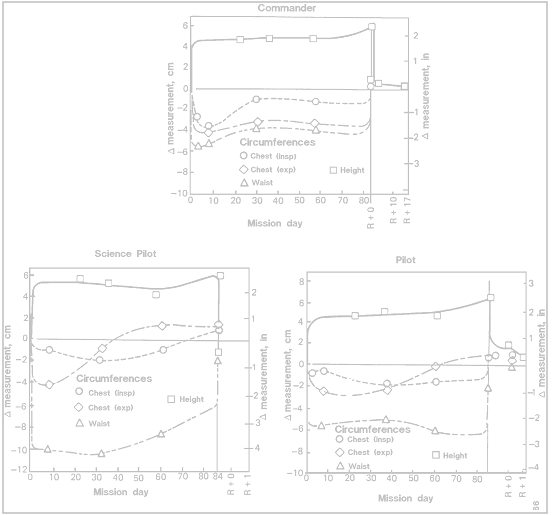 Commander
Δ measurement, cm
6
4
2
0
−2
−4
−6
−8
−10
2
1
−1
−2
−3
Δ measurement, in
Circumferences
Chest (insp)
Chest (exp)
Waist
Height
0 10 20 30 40 50 60 70 80
R + 0
R + 10
R + 17
Mission day
Science Pilot
Δ measurement, cm
6
4
2
0
−2
−4
−6
−8
−10
−12
2
1
−1
−2
−3
−4
Δ measurement, in
Circumferences
Chest (insp)
Chest (exp)
Waist
Height
0 10 20 30 40 50 60 70 80 84
R + 0
R + 1
Mission day
Pilot
Δ measurement, cm
8
6
4
2
0
−2
−4
−6
−8
−10
3
2
1
−1
−2
−3
−4
Δ measurement, in
Circumferences
Chest (insp)
Chest (exp)
Waist
Height
0 10 20 30 40 50 60 70 80
R + 0
R + 1
Mission day